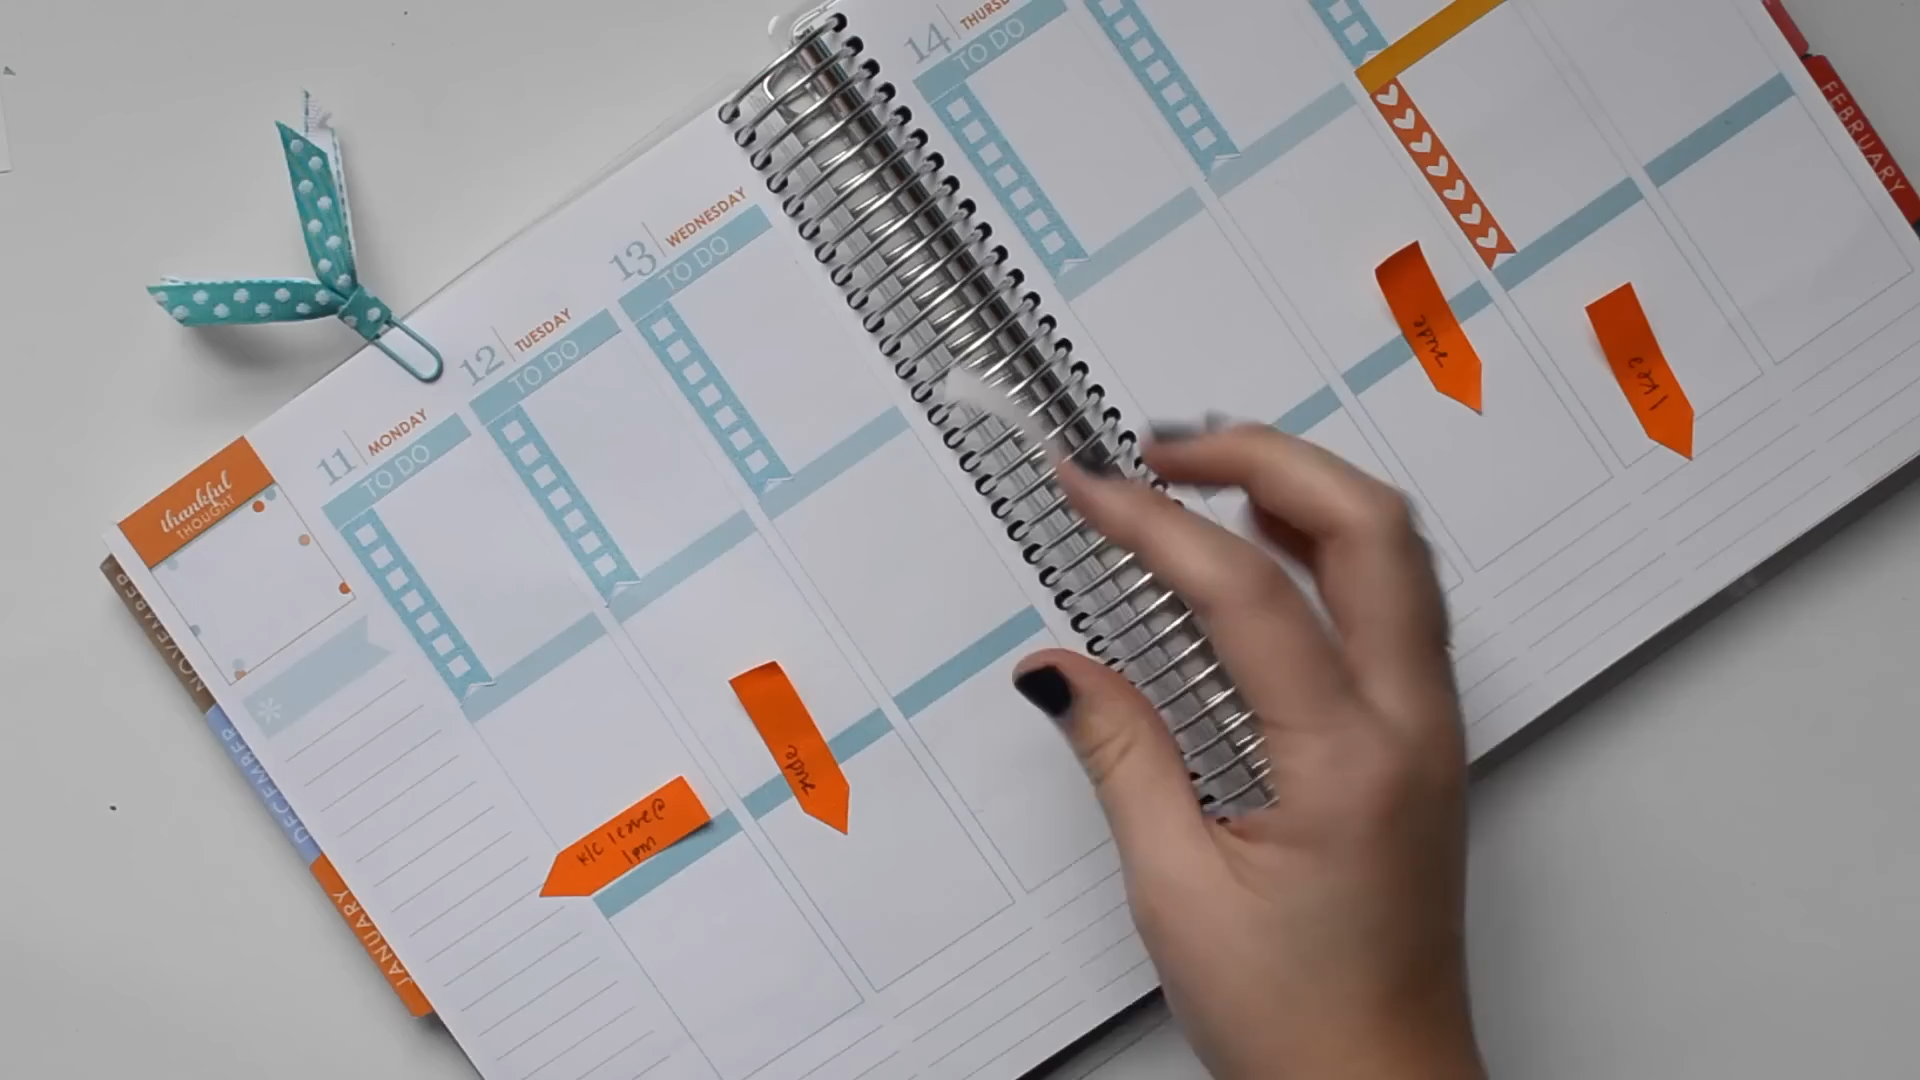 thankful
THOUGHT
11 MONDAY
TO DO
12 TUESDAY
TO DO
13 WEDNESDAY
TO DO
14 THURS
TO DO
NOVEMBER
DECEMBER
JANUARY
FEBRUARY
K/C leave@
1pm